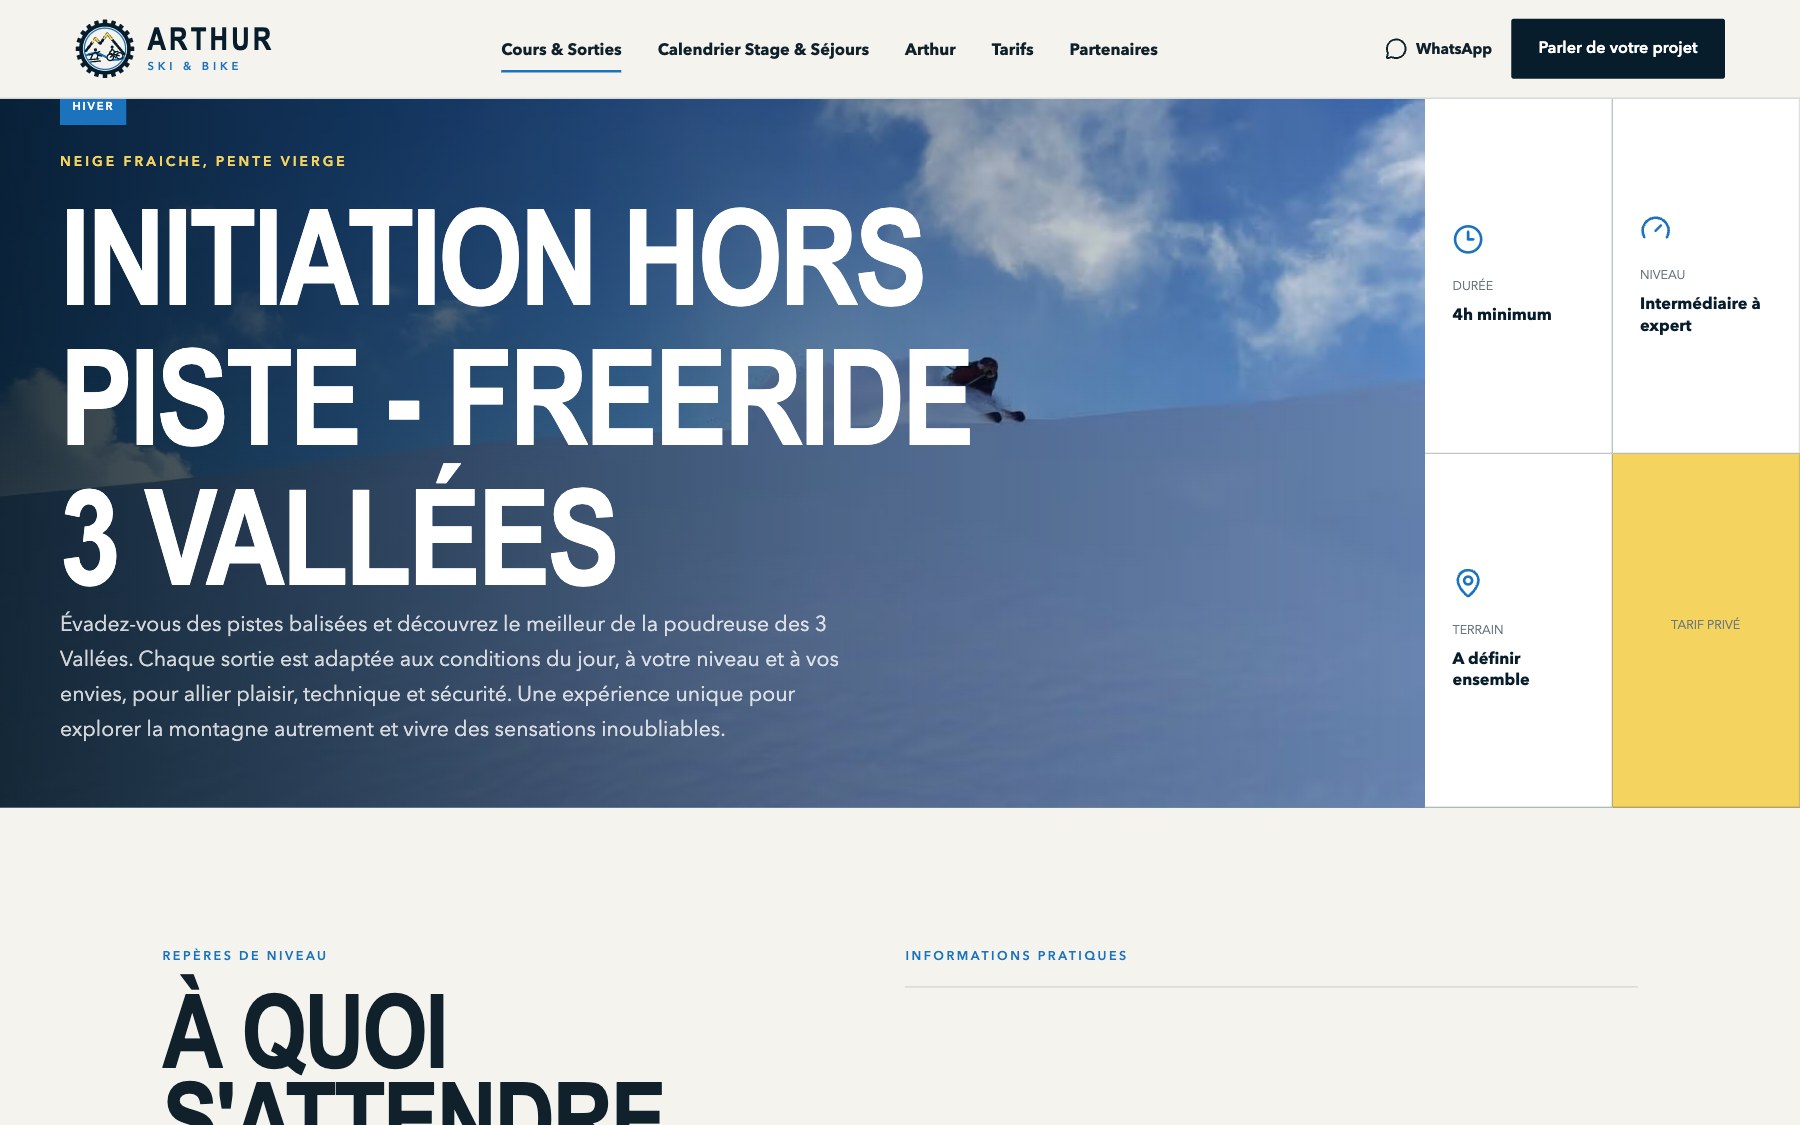 ARTHUR
SKI & BIKE
Cours & Sorties
Calendrier Stage & Séjours
Arthur
Tarifs
Partenaires
WhatsApp
Parler de votre projet
HIVER
NEIGE FRAICHE, PENTE VIERGE
INITIATION HORS
PISTE - FREERIDE
3 VALLÉES
Évadez-vous des pistes balisées et découvrez le meilleur de la poudreuse des 3
Vallées. Chaque sortie est adaptée aux conditions du jour, à votre niveau et à vos
envies, pour allier plaisir, technique et sécurité. Une expérience unique pour
explorer la montagne autrement et vivre des sensations inoubliables.
DURÉE
4h minimum
NIVEAU
Intermédiaire à
expert
TERRAIN
A définir
ensemble
TARIF PRIVÉ
REPÈRES DE NIVEAU
À QUOI
S'ATTENDRE
INFORMATIONS PRATIQUES